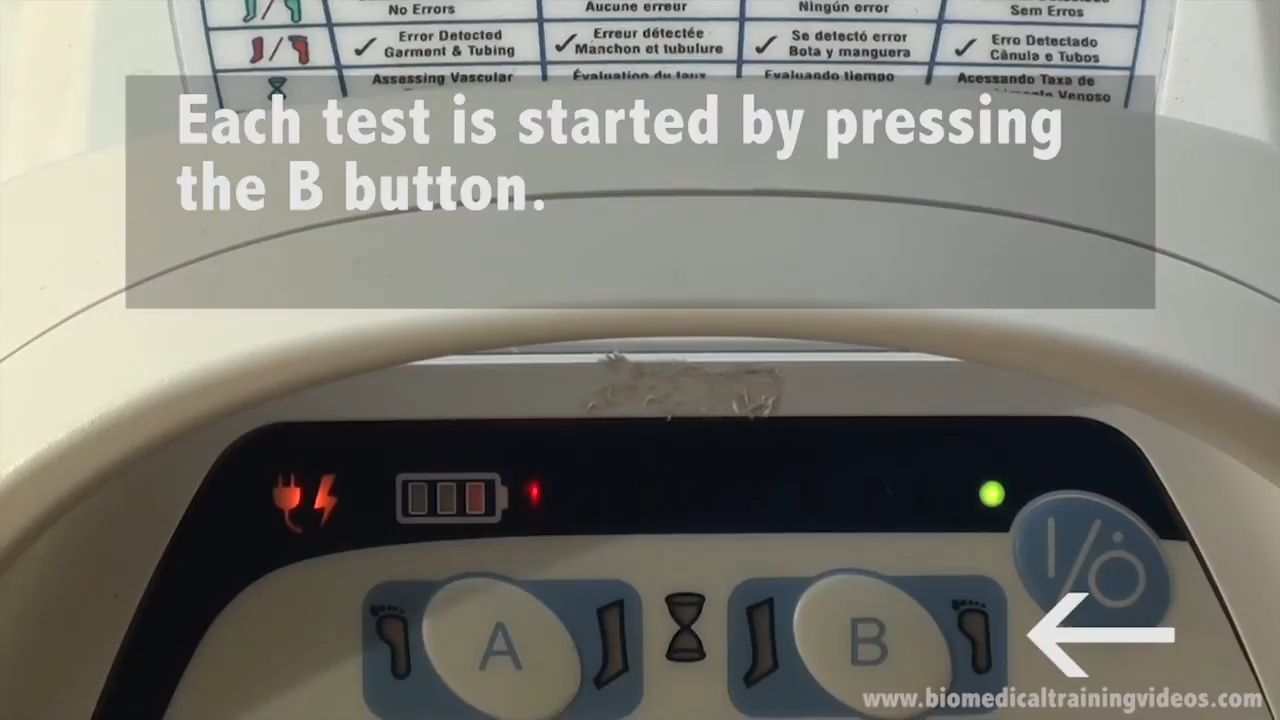 No Errors
Aucune erreur
Ningún error
Sem Erros
Error Detected
Garment & Tubing
Erreur détectée
Manchon et tubulure
Se detectó error
Bota y manguera
Erro Detectado
Cânula e Tubos
Assessing Vascular
Évaluation du taux
Evaluando tiempo
Acessando Taxa de
Venoso
Each test is started by pressing
the B button.
A
B
www.biomedicaltrainingvideos.com